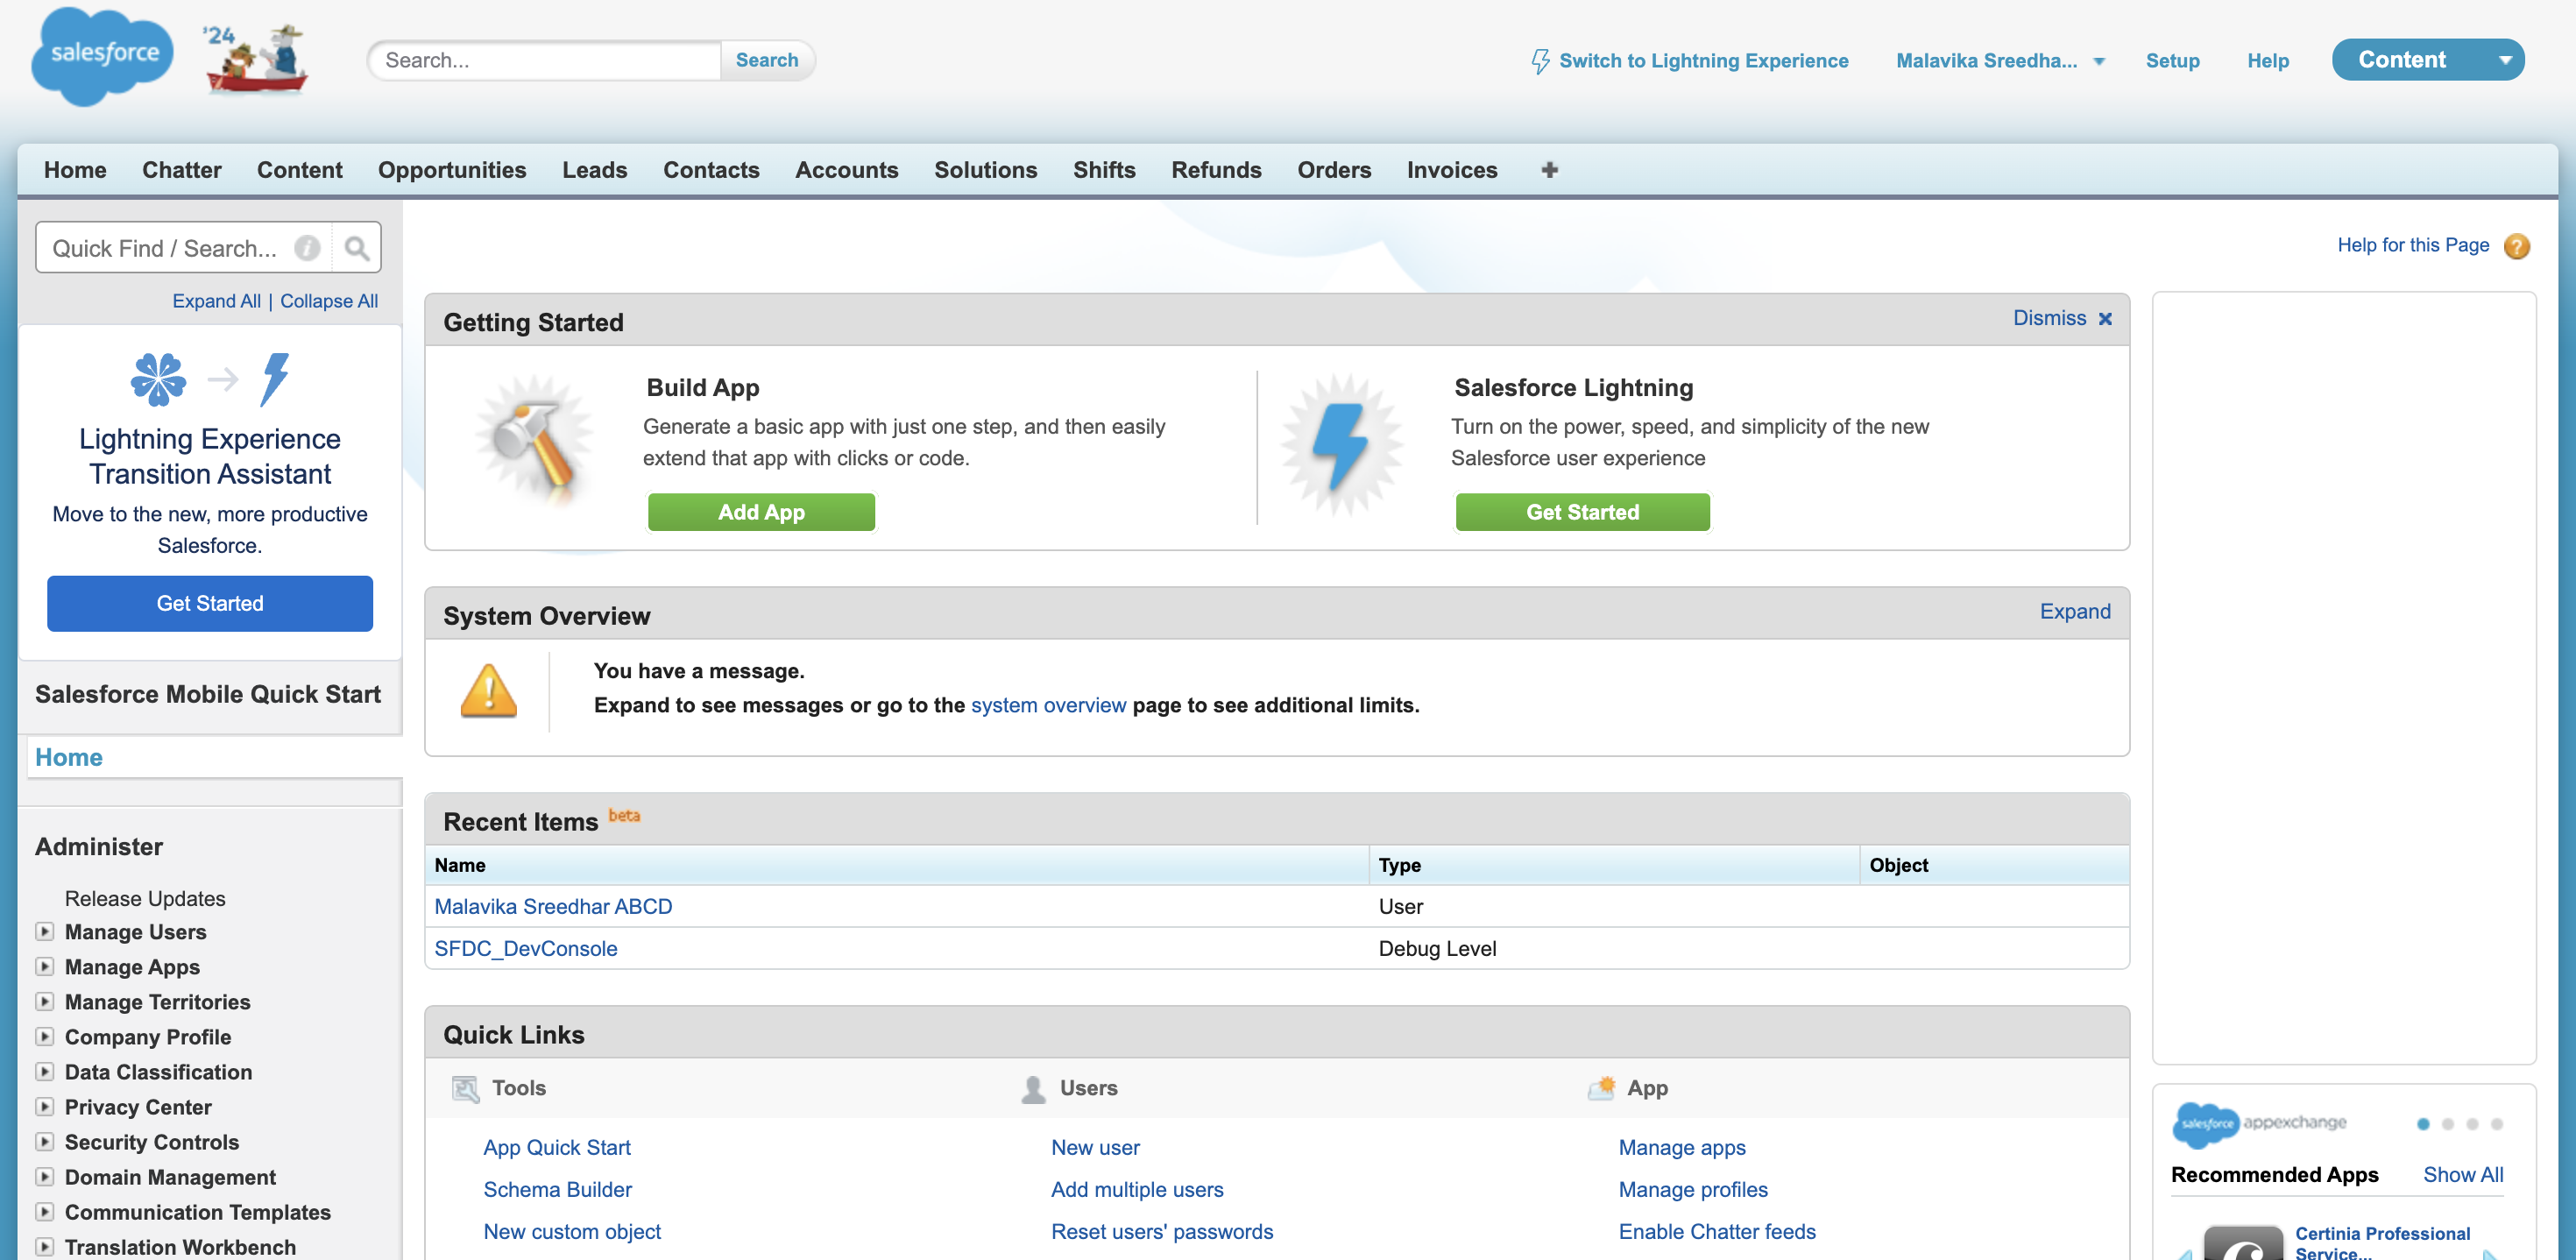 salesforce
'24
Search...
Search
Switch to Lightning Experience
Malavika Sreedha...
Setup
Help
Content
Home
Chatter
Content
Opportunities
Leads
Contacts
Accounts
Solutions
Shifts
Refunds
Orders
Invoices
Quick Find / Search...
Expand All | Collapse All
Lightning Experience
Transition Assistant
Move to the new, more productive
Salesforce.
Get Started
Salesforce Mobile Quick Start
Home
Administer
Release Updates
Manage Users
Manage Apps
Manage Territories
Company Profile
Data Classification
Privacy Center
Security Controls
Domain Management
Communication Templates
Translation Workbench
Help for this Page
Getting Started
Dismiss
Build App
Generate a basic app with just one step, and then easily
extend that app with clicks or code.
Add App
Salesforce Lightning
Turn on the power, speed, and simplicity of the new
Salesforce user experience
Get Started
System Overview
Expand
You have a message.
Expand to see messages or go to the system overview page to see additional limits.
Recent Items beta
Name
Type
Object
Malavika Sreedhar ABCD
User
SFDC_DevConsole
Debug Level
Quick Links
Tools
Users
App
App Quick Start
New user
Manage apps
Schema Builder
Add multiple users
Manage profiles
New custom object
Reset users' passwords
Enable Chatter feeds
salesforce appexchange
Recommended Apps
Show All
Certinia Professional
Service...